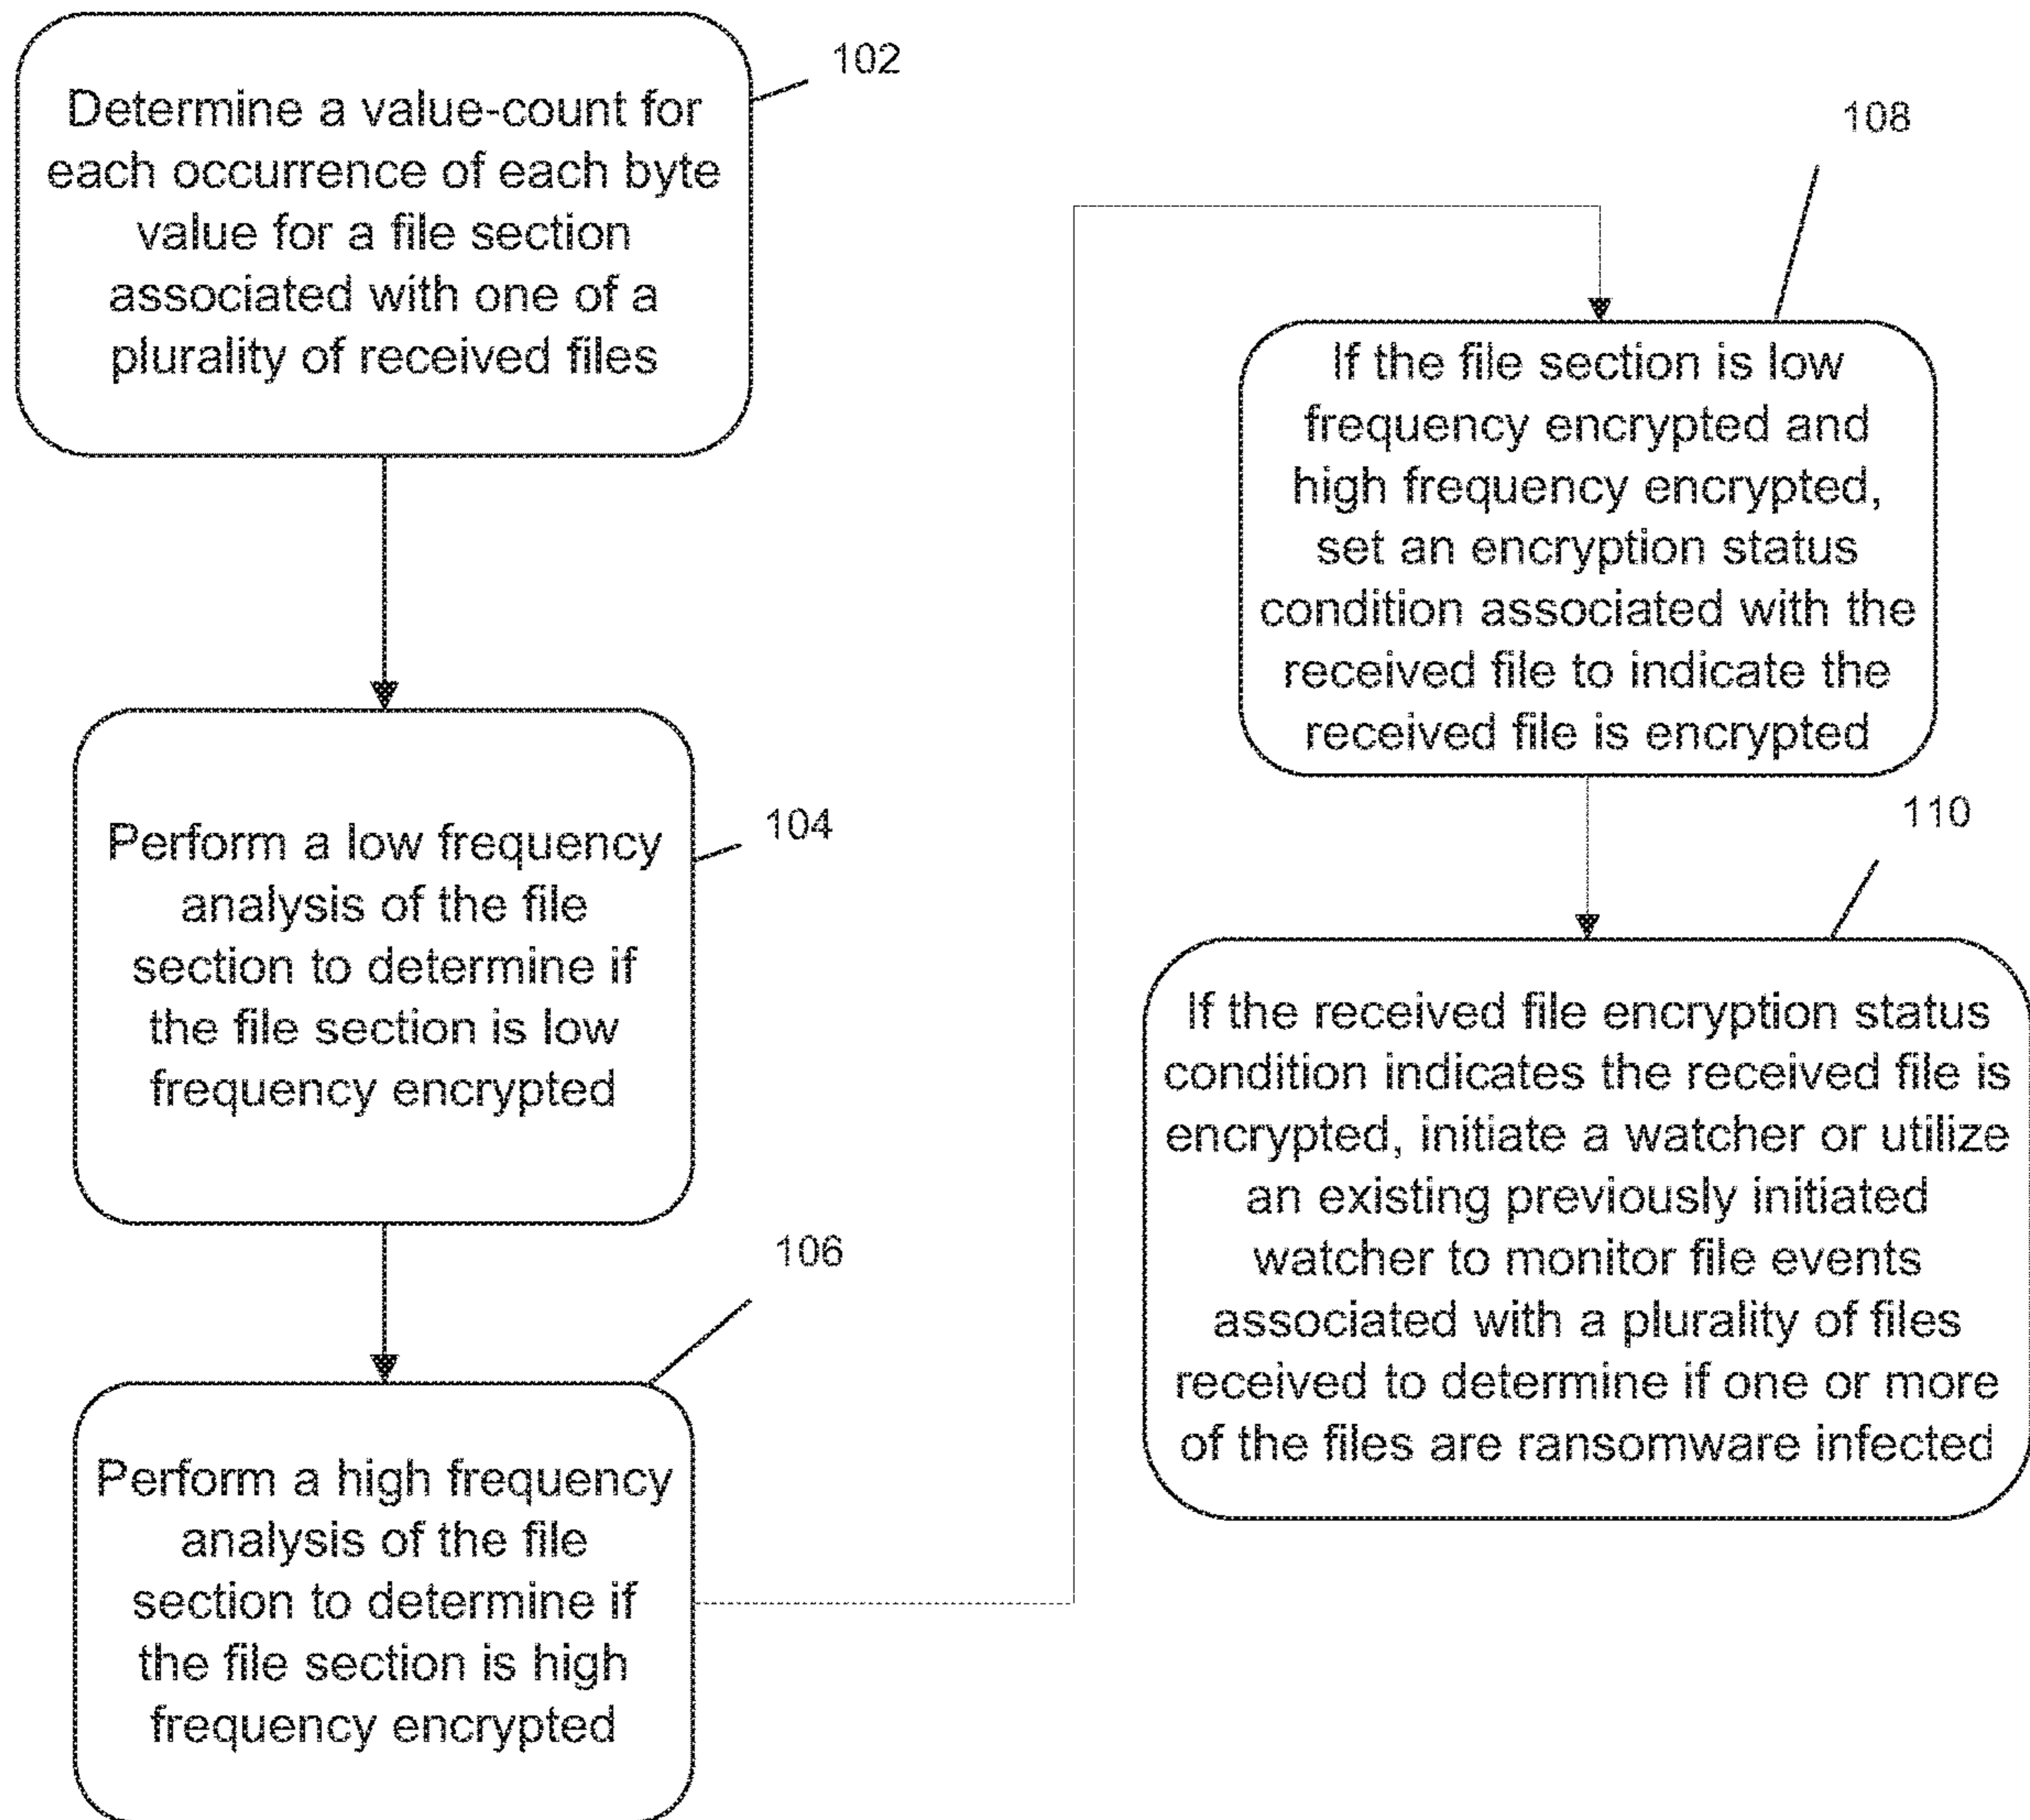 102
Determine a value-count for
each occurrence of each byte
value for a file section
associated with one of a
plurality of received files
104
Perform a low frequency
analysis of the file
section to determine if
the file section is low
frequency encrypted
106
Perform a high frequency
analysis of the file
section to determine if
the file section is high
frequency encrypted
108
If the file section is low
frequency encrypted and
high frequency encrypted,
set an encryption status
condition associated with the
received file to indicate the
received file is encrypted
110
If the received file encryption status
condition indicates the received file is
encrypted, initiate a watcher or utilize
an existing previously initiated
watcher to monitor file events
associated with a plurality of files
received to determine if one or more
of the files are ransomware infected